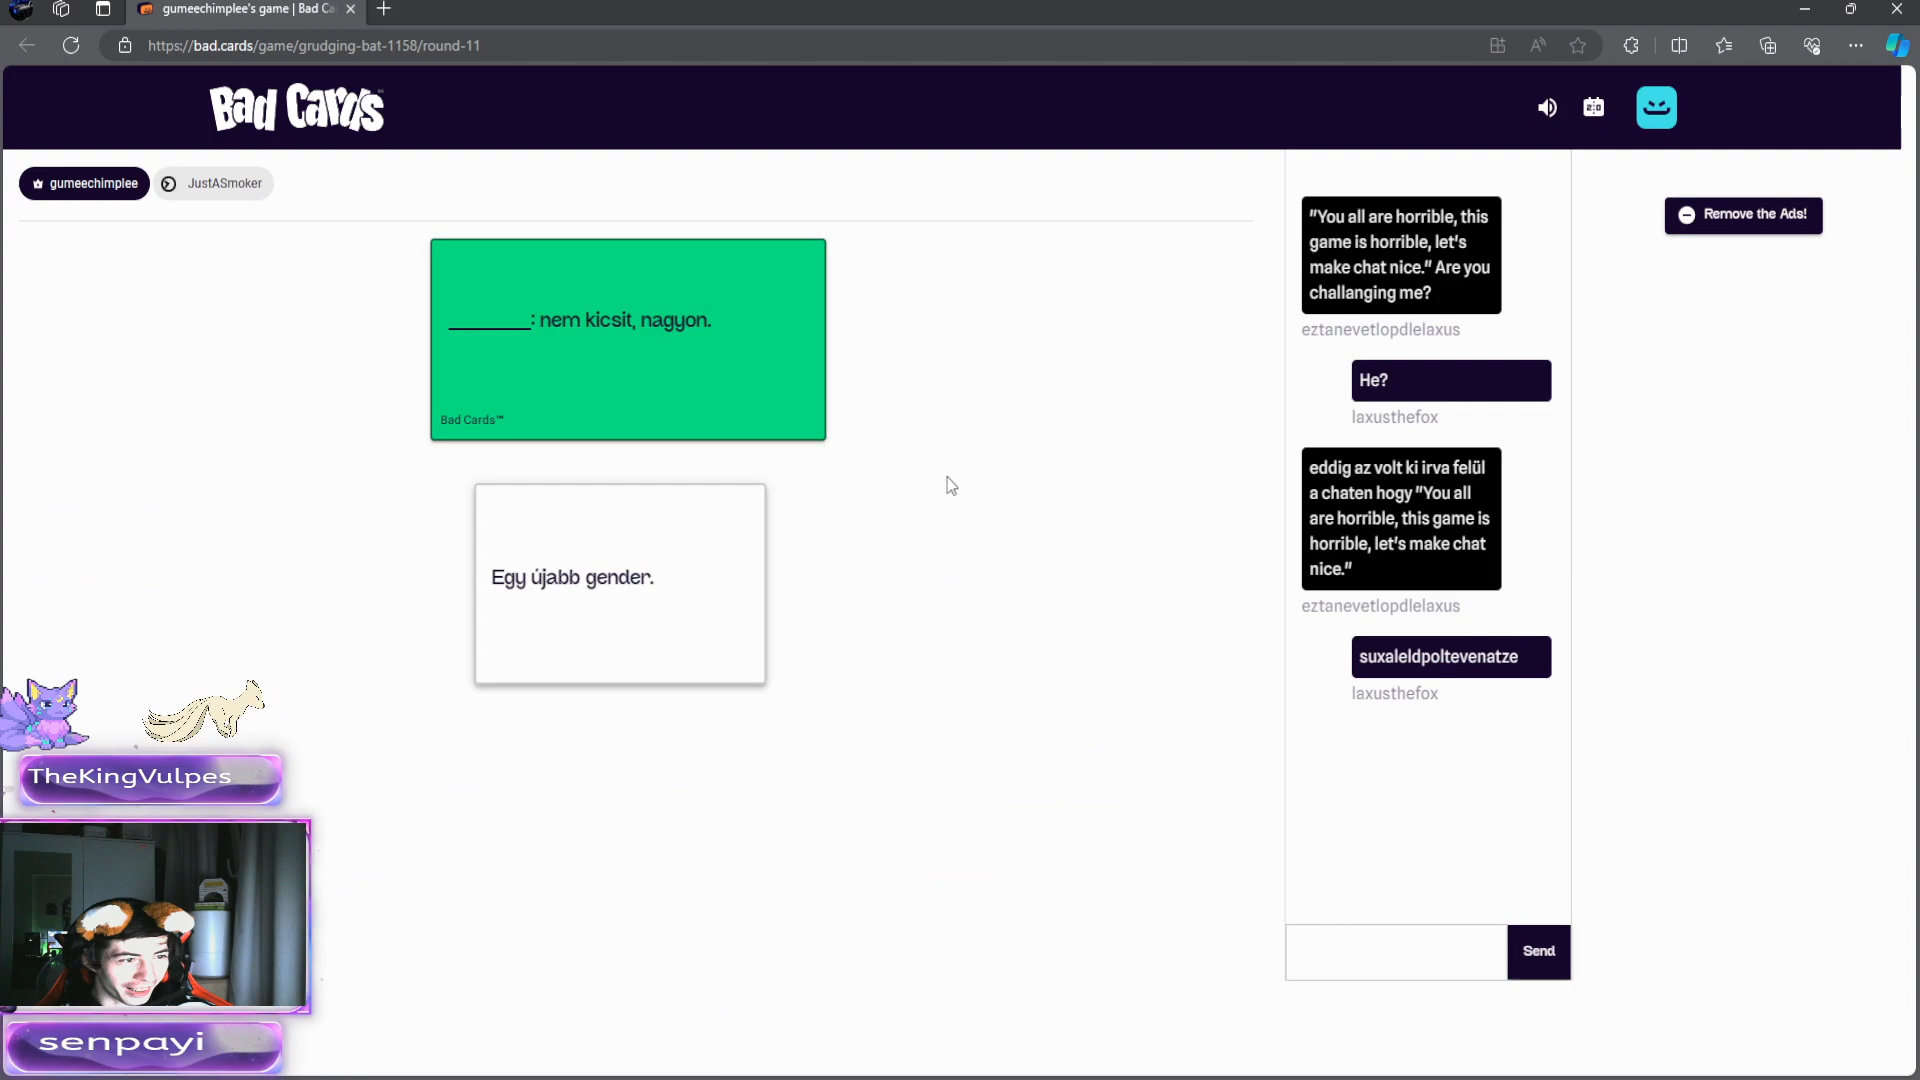 gumeechimplee's game | Bad Ca
https://bad.cards/game/grudging-bat-1158/round-11
Bad Cards
gumeechimplee
JustASmoker
________: nem kicsit, nagyon.
Bad Cards™
Egy újabb gender.
"You all are horrible, this
game is horrible, let's
make chat nice." Are you
challanging me?
eztanevetlopdlelaxus
He?
laxusthefox
eddig az volt ki irva felül
a chaten hogy "You all
are horrible, this game is
horrible, let's make chat
nice."
eztanevetlopdlelaxus
suxaleldpoltevenatze
laxusthefox
Send
Remove the Ads!
TheKingVulpes
senpayi